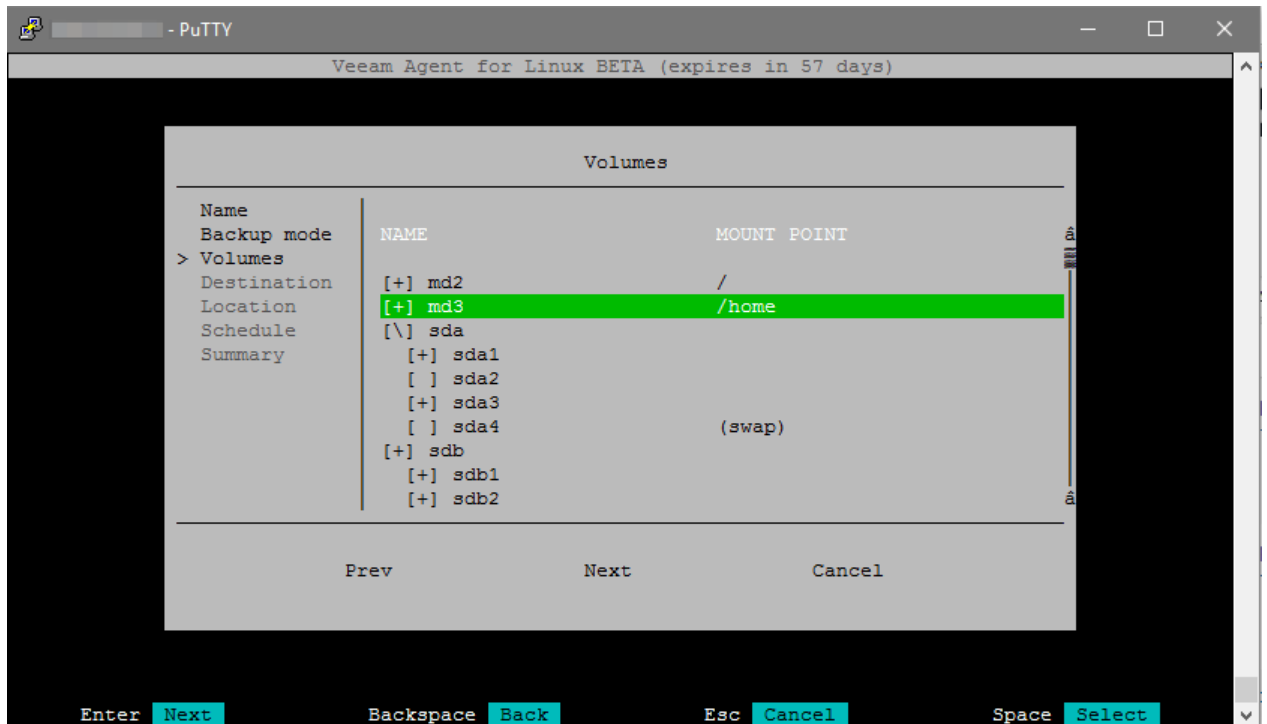 - PuTTY
Veeam Agent for Linux BETA (expires in 57 days)
Volumes
Name
Backup mode
> Volumes
Destination
Location
Schedule
Summary
NAME MOUNT POINT â
[+] md2 /
[+] md3 /home
[\] sda
[+] sda1
[ ] sda2
[+] sda3
[ ] sda4 (swap)
[+] sdb
[+] sdb1
[+] sdb2 â
Prev Next Cancel
Enter Next Backspace Back Esc Cancel Space Select